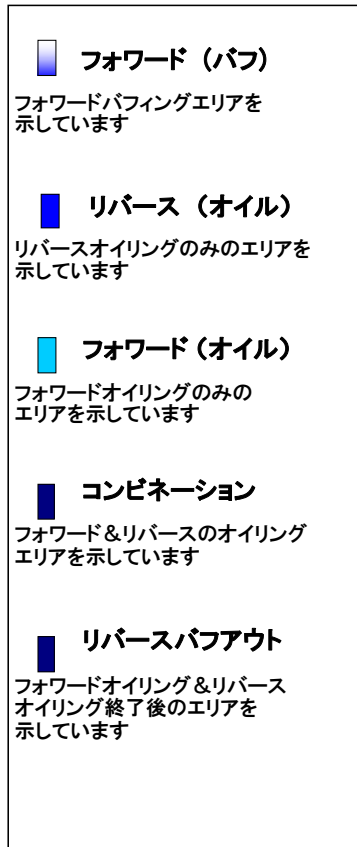 フォワード（バフ）
フォワードバフィングエリアを
示しています
リバース（オイル）
リバースオイリングのみのエリアを
示しています
フォワード（オイル）
フォワードオイリングのみの
エリアを示しています
コンビネーション
フォワード＆リバースのオイリング
エリアを示しています
リバースバフアウト
フォワードオイリング＆リバース
オイリング終了後のエリアを
示しています